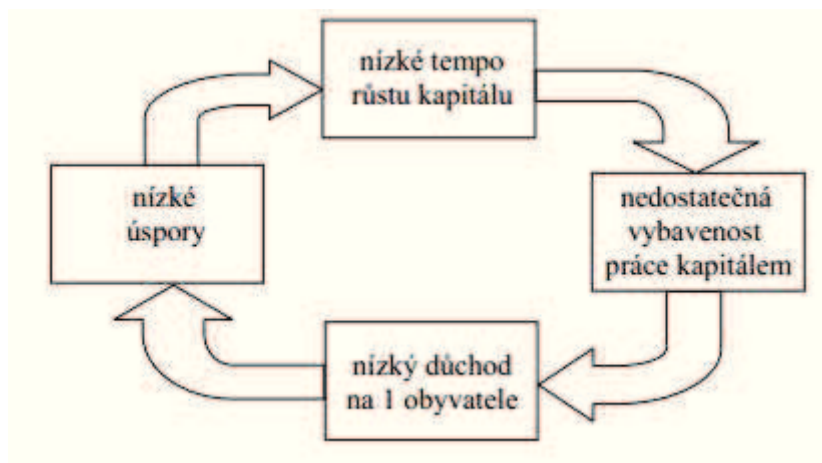 nízké tempo
růstu kapitálu
nízké
úspory
nedostatečná
vybavenost
práce kapitálem
nízký důchod
na 1 obyvatele